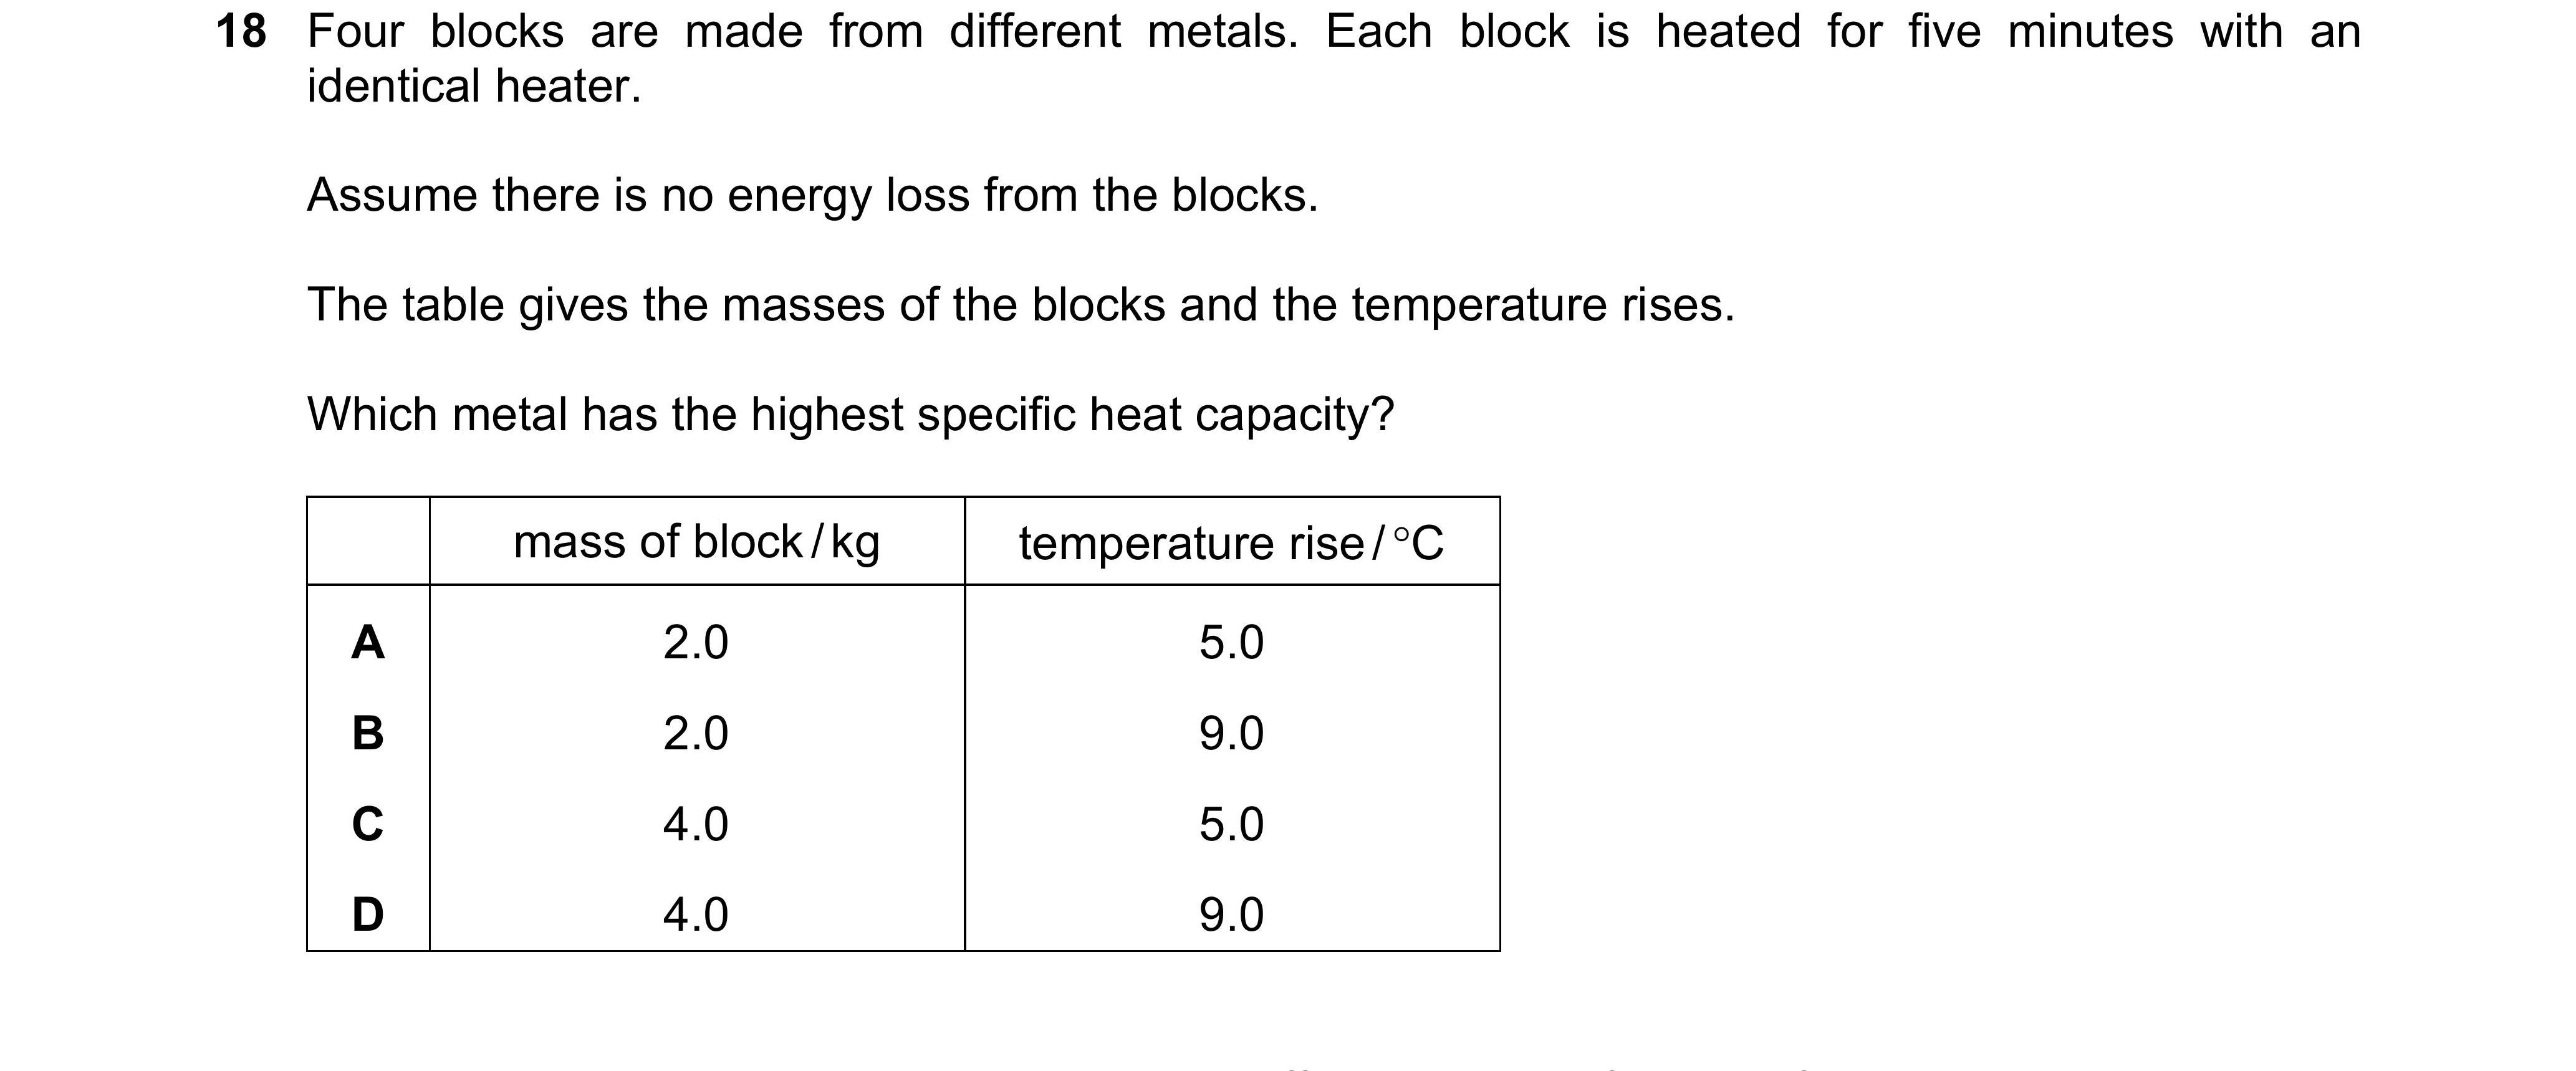 18 Four blocks are made from different metals. Each block is heated for five minutes with an
identical heater.
Assume there is no energy loss from the blocks.
The table gives the masses of the blocks and the temperature rises.
Which metal has the highest specific heat capacity?
mass of block / kg temperature rise / °C
A 2.0 5.0
B 2.0 9.0
C 4.0 5.0
D 4.0 9.0